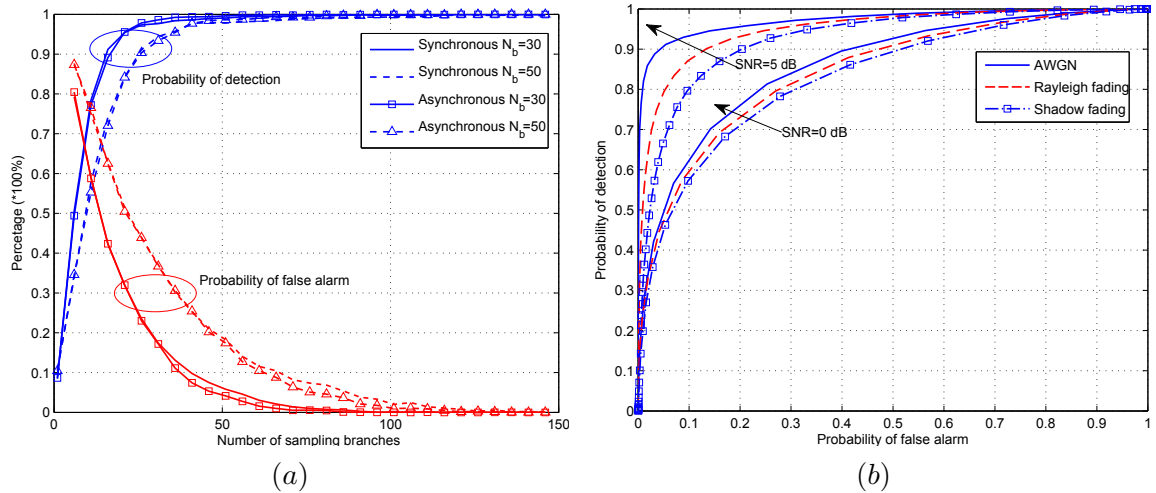 Percetage (*100%)
1
0.9
0.8
0.7
0.6
0.5
0.4
0.3
0.2
0.1
0
0 50 100 150
Number of sampling branches
Probability of detection
Probability of false alarm
Synchronous N_b=30
Synchronous N_b=50
Asynchronous N_b=30
Asynchronous N_b=50
(a)
Probability of detection
1
0.9
0.8
0.7
0.6
0.5
0.4
0.3
0.2
0.1
0
0 0.1 0.2 0.3 0.4 0.5 0.6 0.7 0.8 0.9 1
Probability of false alarm
SNR=5 dB
SNR=0 dB
AWGN
Rayleigh fading
Shadow fading
(b)